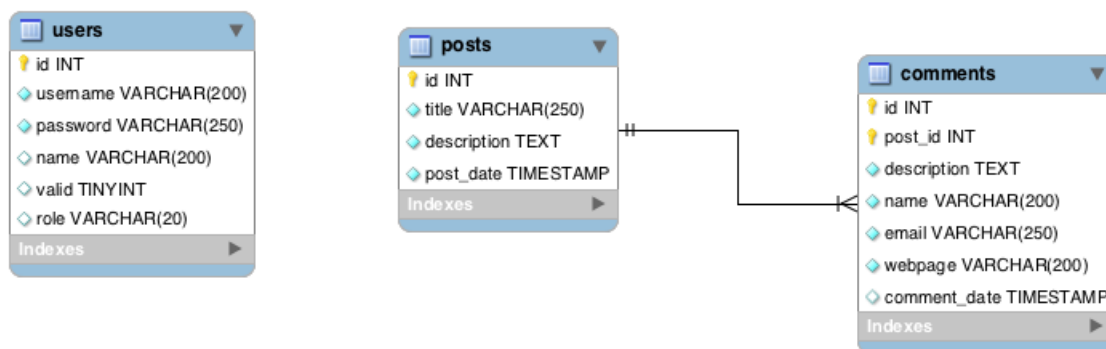 users
id INT
username VARCHAR(200)
password VARCHAR(250)
name VARCHAR(200)
valid TINYINT
role VARCHAR(20)
Indexes
posts
id INT
title VARCHAR(250)
description TEXT
post_date TIMESTAMP
Indexes
comments
id INT
post_id INT
description TEXT
name VARCHAR(200)
email VARCHAR(250)
webpage VARCHAR(200)
comment_date TIMESTAMP
Indexes